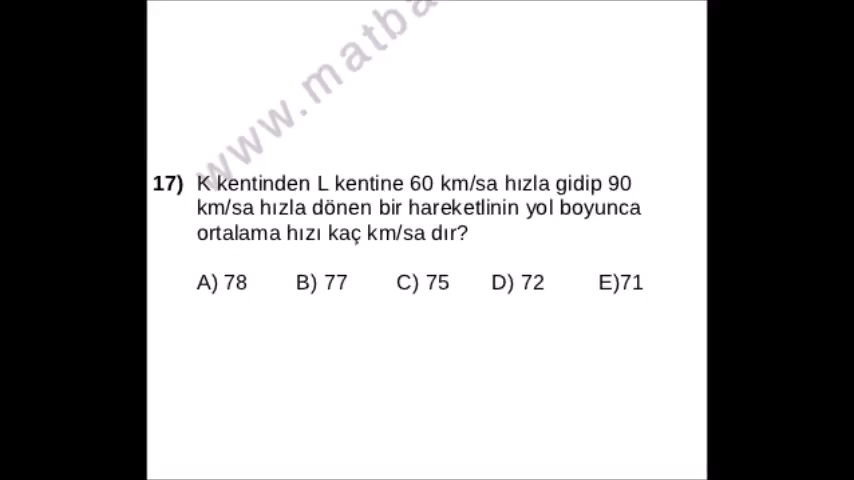 www.matba
17) K kentinden L kentine 60 km/sa hızla gidip 90
km/sa hızla dönen bir hareketlinin yol boyunca
ortalama hızı kaç km/sa dır?
A) 78 B) 77 C) 75 D) 72 E)71